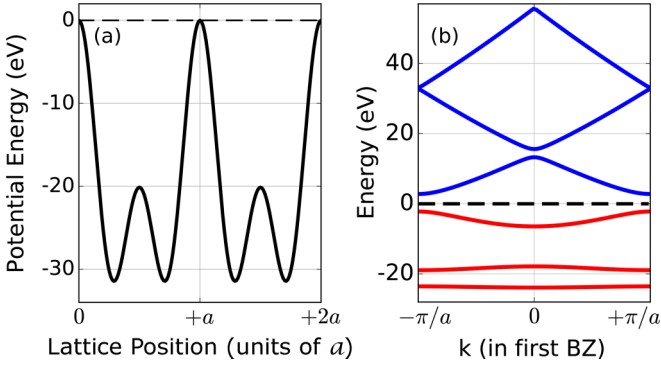 (a)
Potential Energy (eV)
0
-10
-20
-30
0
+a
+2a
Lattice Position (units of a)
(b)
Energy (eV)
40
20
0
-20
−π/a
0
+π/a
k (in first BZ)